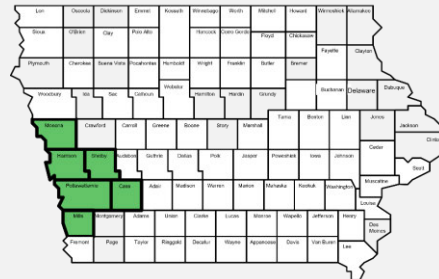 Lyon Osceola Dickinson Emmet Kossuth Winnebago Worth Mitchell Howard Winneshiek Allamakee
Sioux O'Brien Clay Palo Alto Hancock Cerro Gordo Floyd Chickasaw
Fayette Clayton
Plymouth Cherokee Buena Vista Pocahontas Humboldt Wright Franklin Butler Bremer
Woodbury Ida Sac Calhoun Webster Hamilton Hardin Grundy Buchanan Delaware Dubuque
Monona Crawford Carroll Greene Boone Story Marshall Tama Benton Linn Jones Jackson
Clinton
Harrison Shelby Audubon Guthrie Dallas Polk Jasper Poweshiek Iowa Johnson Cedar
Scott
Muscatine
Pottawattamie Cass Adair Madison Warren Marion Mahaska Keokuk Washington
Louisa
Mills Montgomery Adams Union Clarke Lucas Monroe Wapello Jefferson Henry Des Moines
Fremont Page Taylor Ringgold Decatur Wayne Appanoose Davis Van Buren Lee